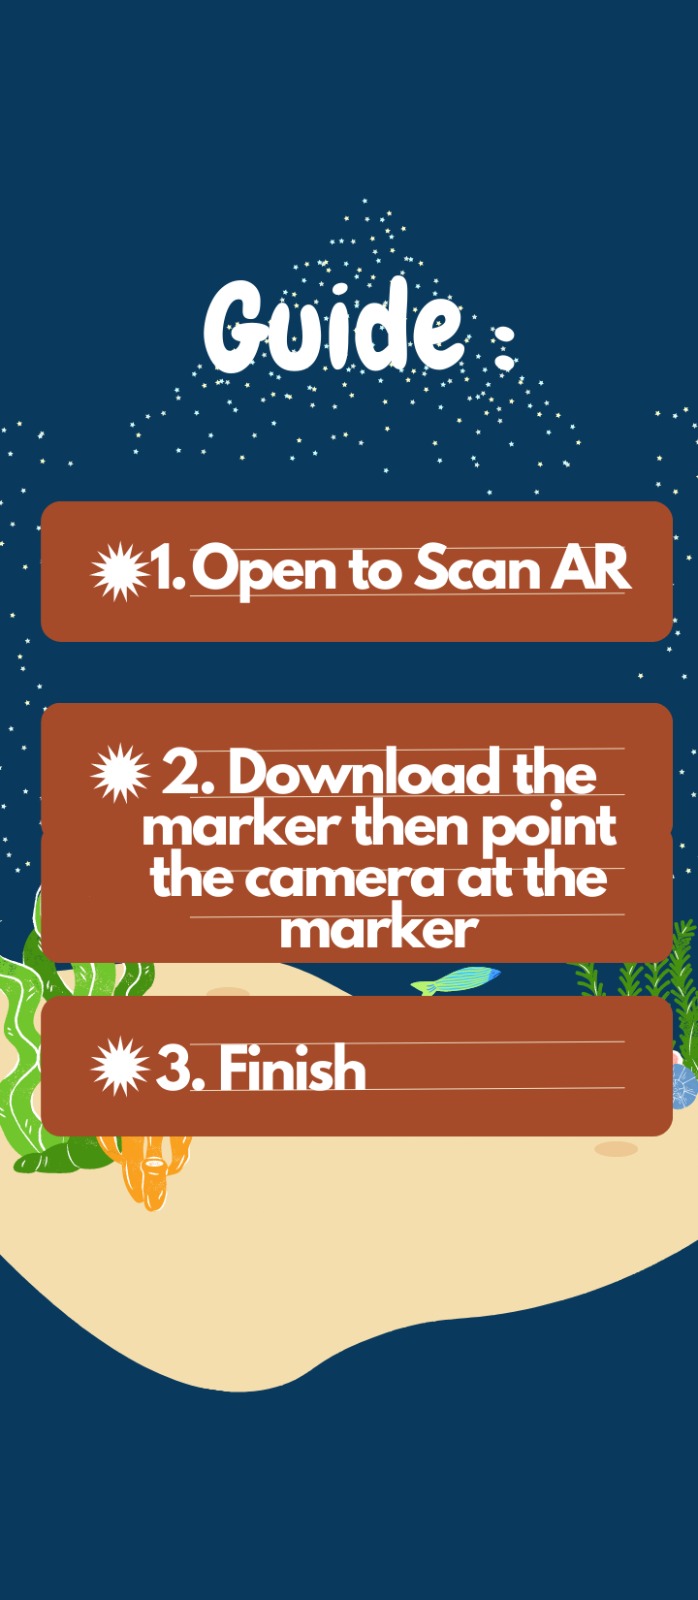 Guide :
1. Open to Scan AR
2. Download the
marker then point
the camera at the
marker
3. Finish